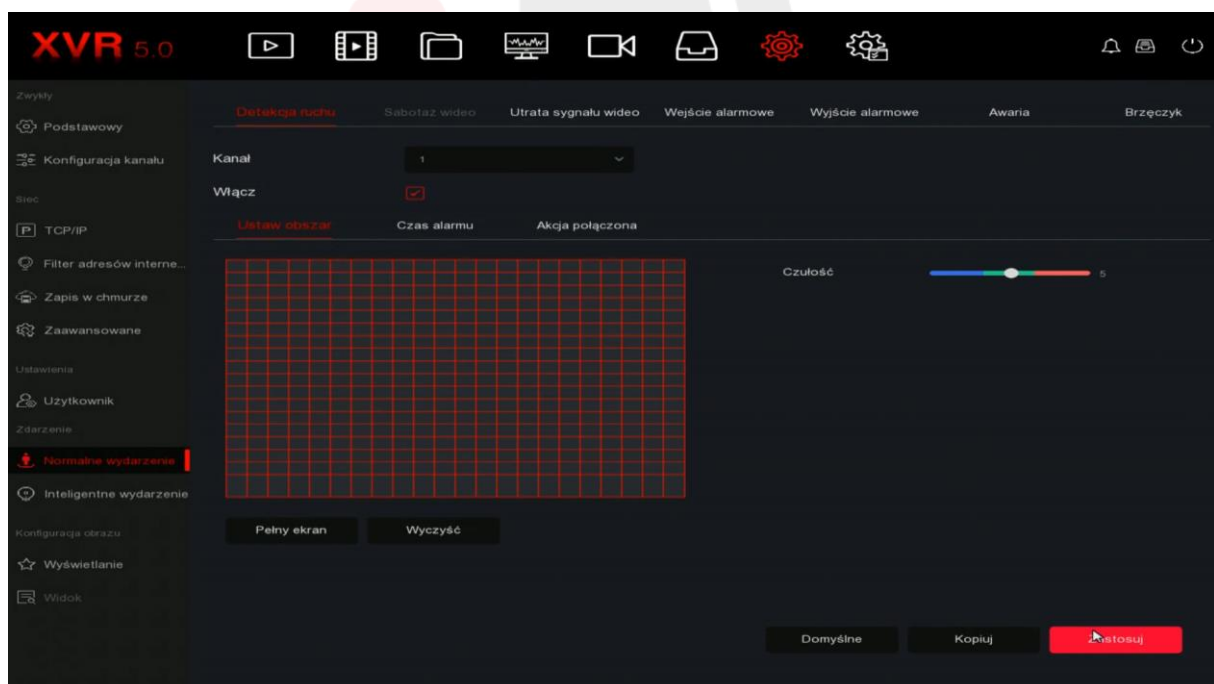 XVR 5.0
Zwykły
Podstawowy
Konfiguracja kanału
Sieć
TCP/IP
Filter adresów interne...
Zapis w chmurze
Zaawansowane
Ustawienia
Użytkownik
Zdarzenie
Normalne wydarzenie
Inteligentne wydarzenie
Konfiguracja obrazu
Wyświetlanie
Widok
Detekcja ruchu Sabotaż wideo Utrata sygnału wideo Wejście alarmowe Wyjście alarmowe Awaria Brzęczyk
Kanał 1
Włącz
Ustaw obszar Czas alarmu Akcja połączona
Czułość 5
Pełny ekran Wyczyść
Domyślne Kopiuj Zastosuj